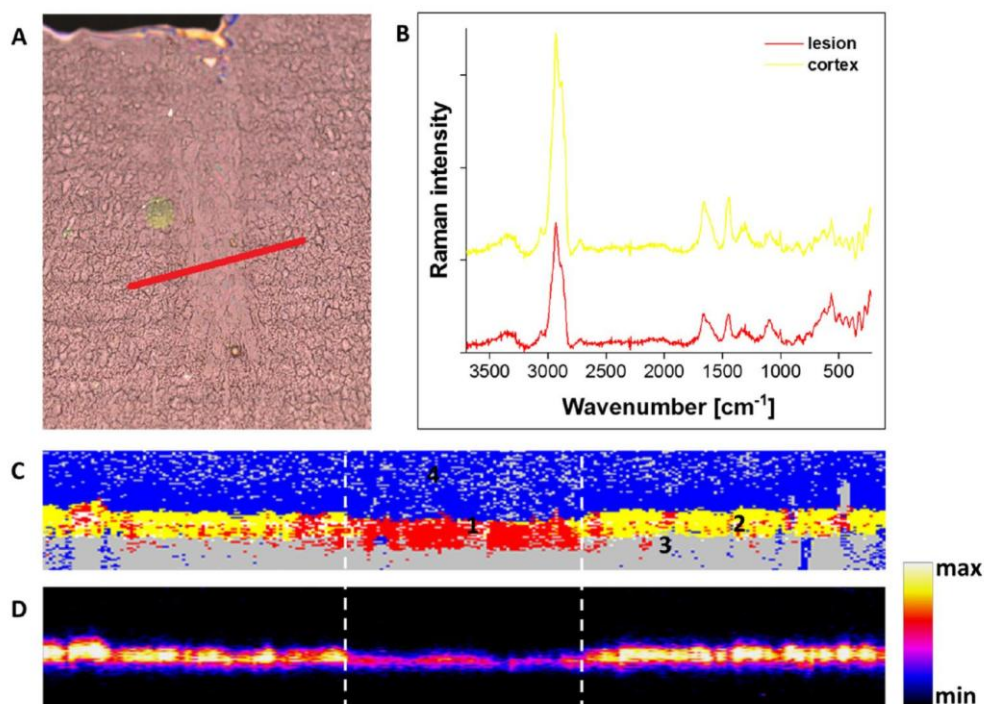 A
B
lesion
cortex
Raman intensity
3500 3000 2500 2000 1500 1000 500
Wavenumber [cm-1]
C
4
1
2
3
D
max
min